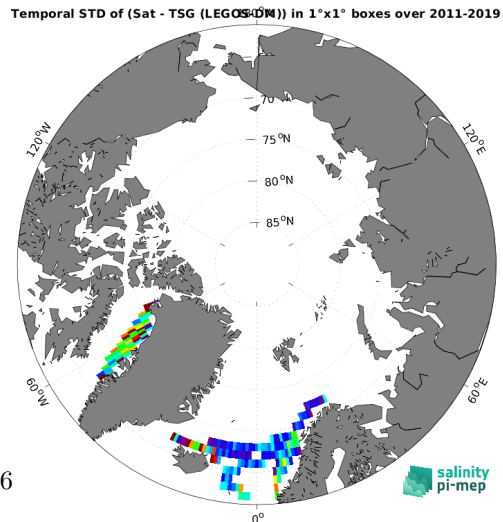 Temporal STD of (Sat - TSG (LEGOS-DM)) in 1°x1° boxes over 2011-2019
180°W
70
75°N
80°N
85°N
120°W
120°E
60°W
60°E
6
salinity
pi-mep
0°